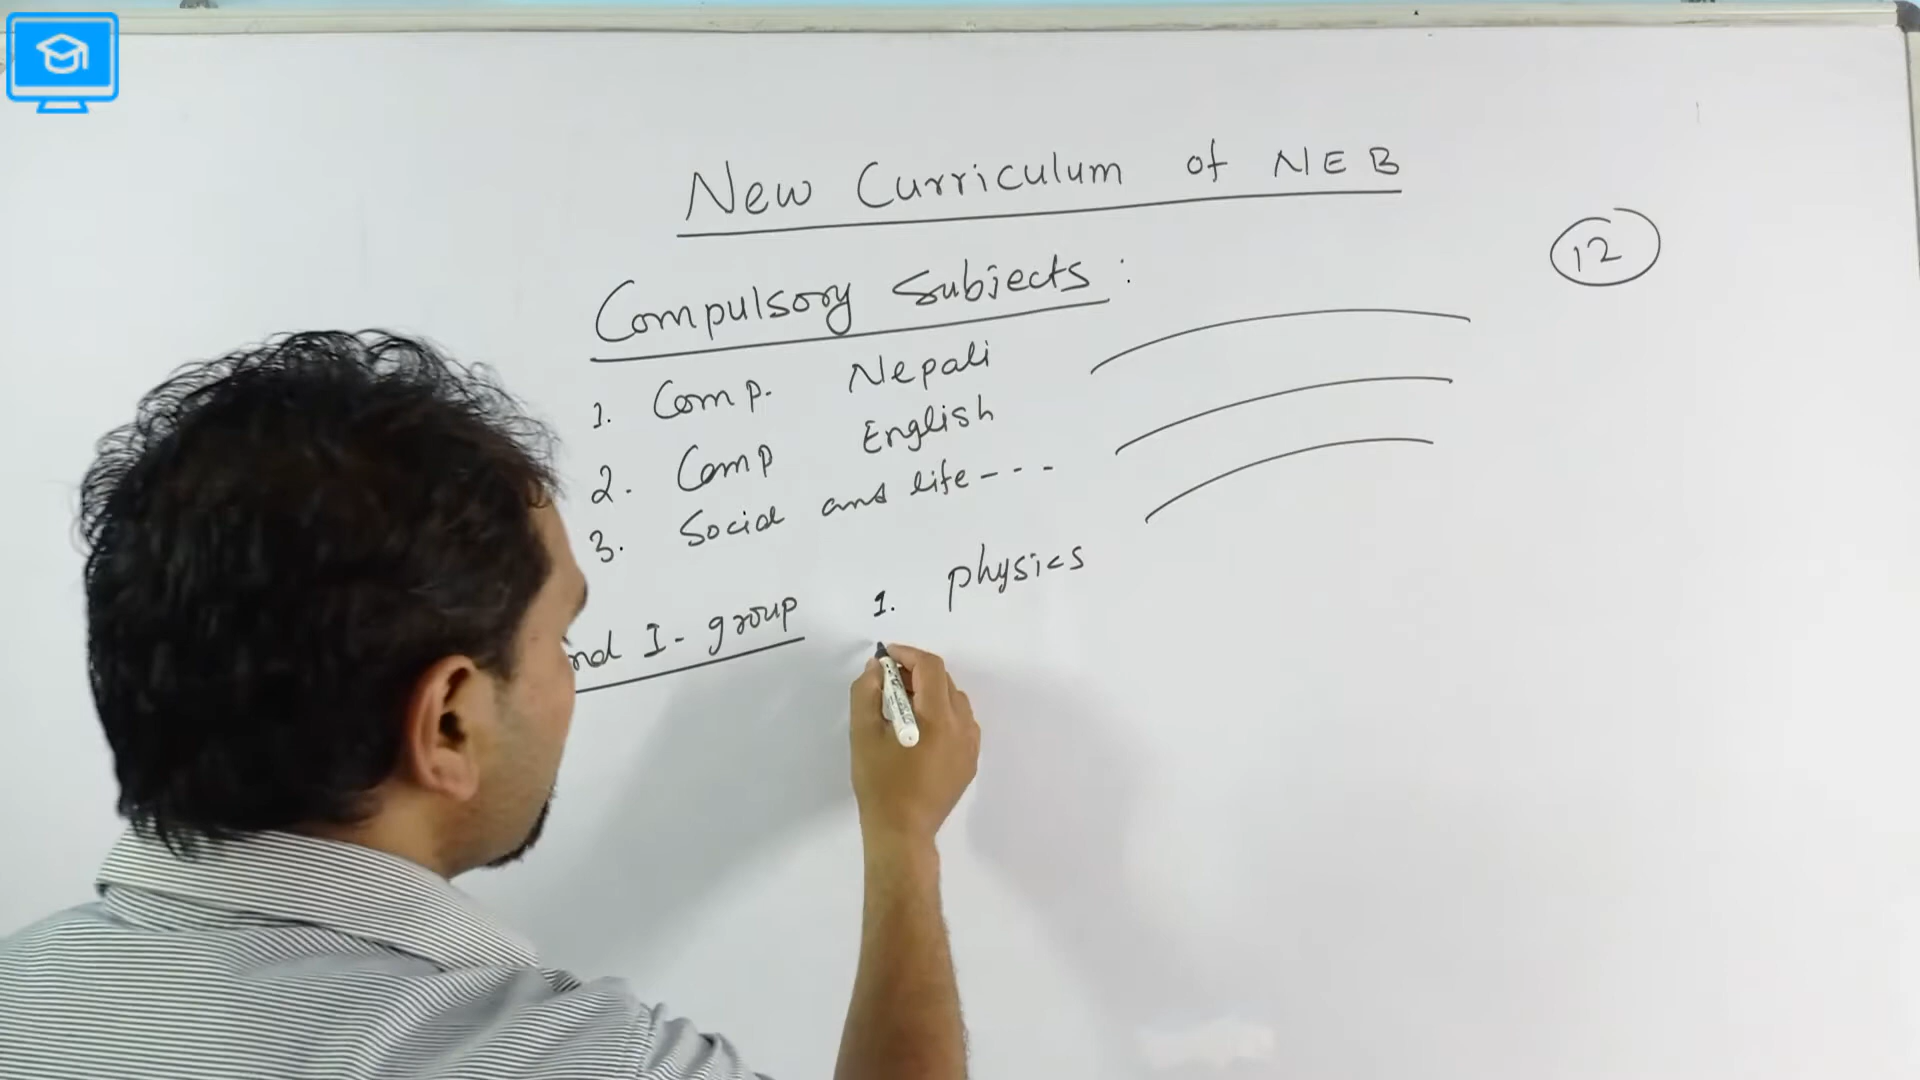 New Curriculum of NEB
12
Compulsory Subjects :
1. Comp. Nepali
2. Comp English
3. Social and life - - -
nd I - group 1. physics